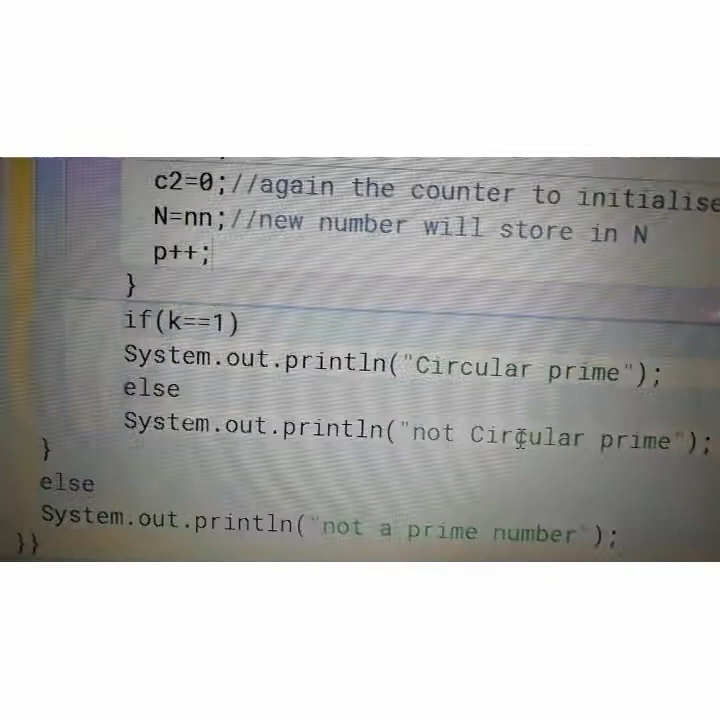 c2=0;//again the counter to initialise
N=nn;//new number will store in N
p++;
}
if(k==1)
System.out.println("Circular prime");
else
System.out.println("not Circular prime");
}
else
System.out.println("not a prime number");
}}